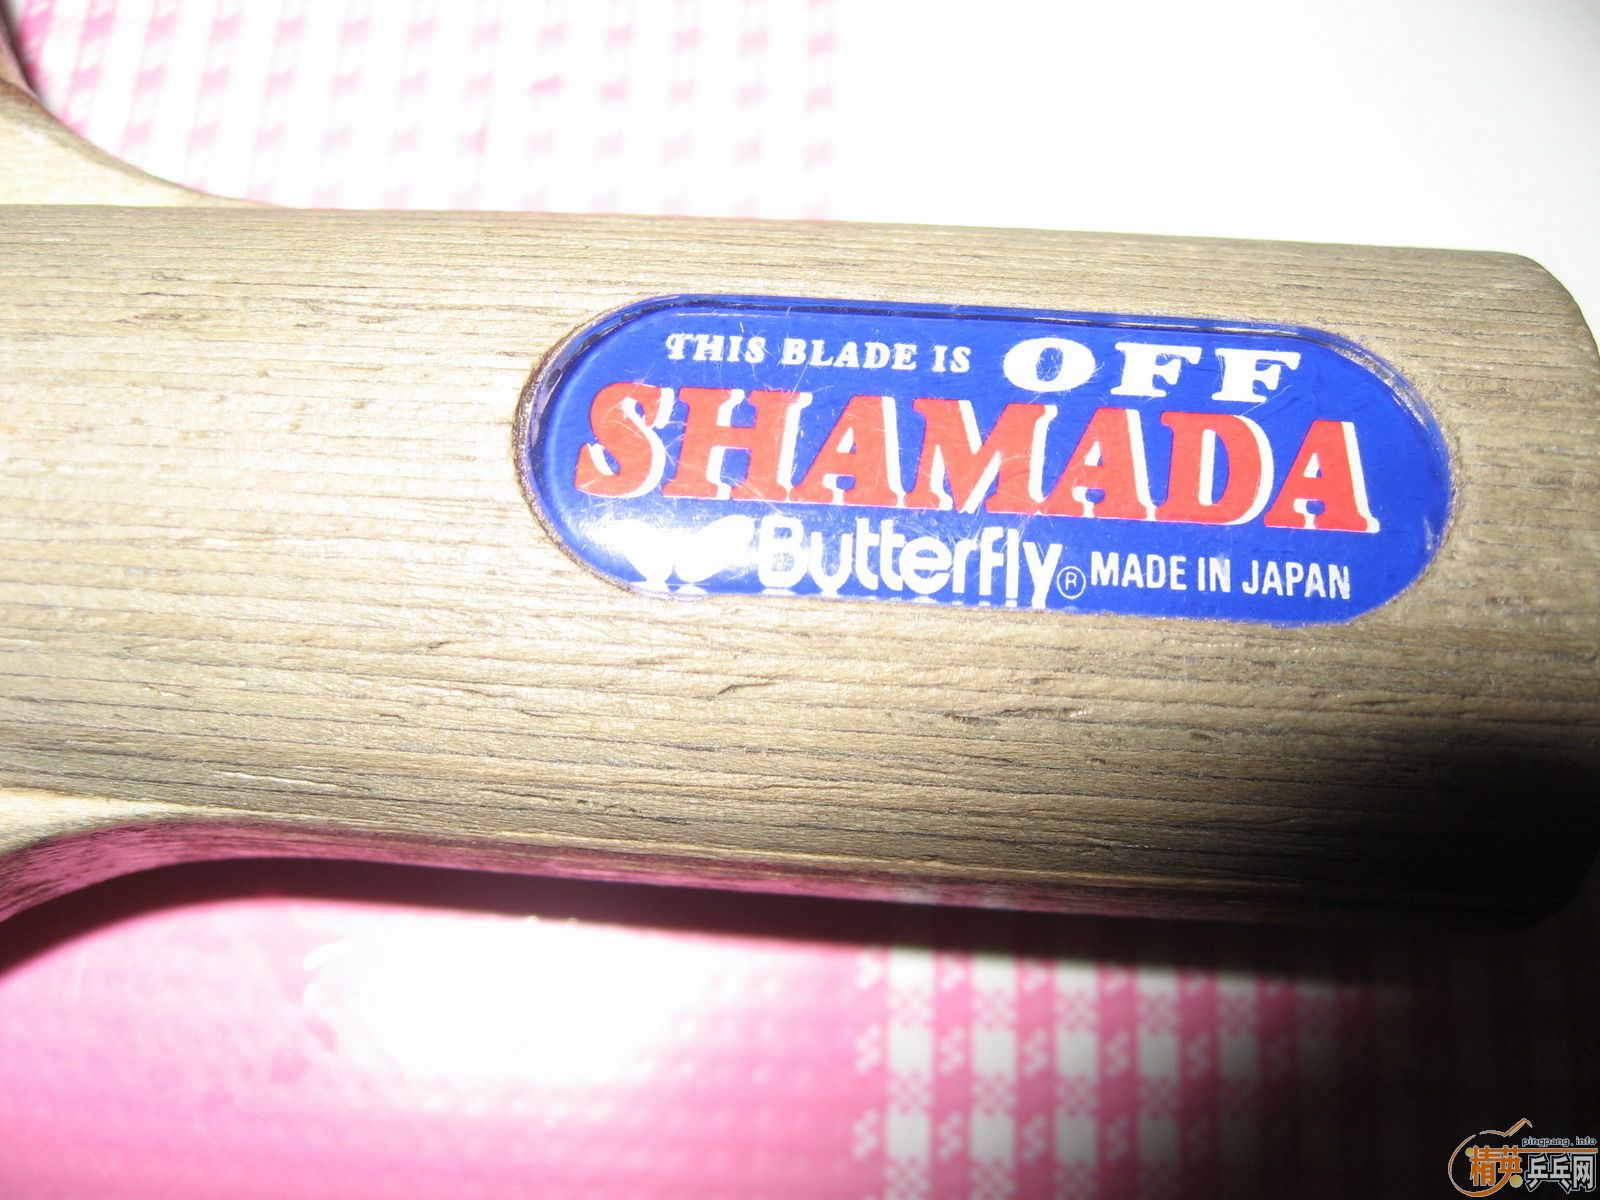 THIS BLADE IS OFF
SHAMADA
Butterfly® MADE IN JAPAN
pingpang.info
精英乒乓网